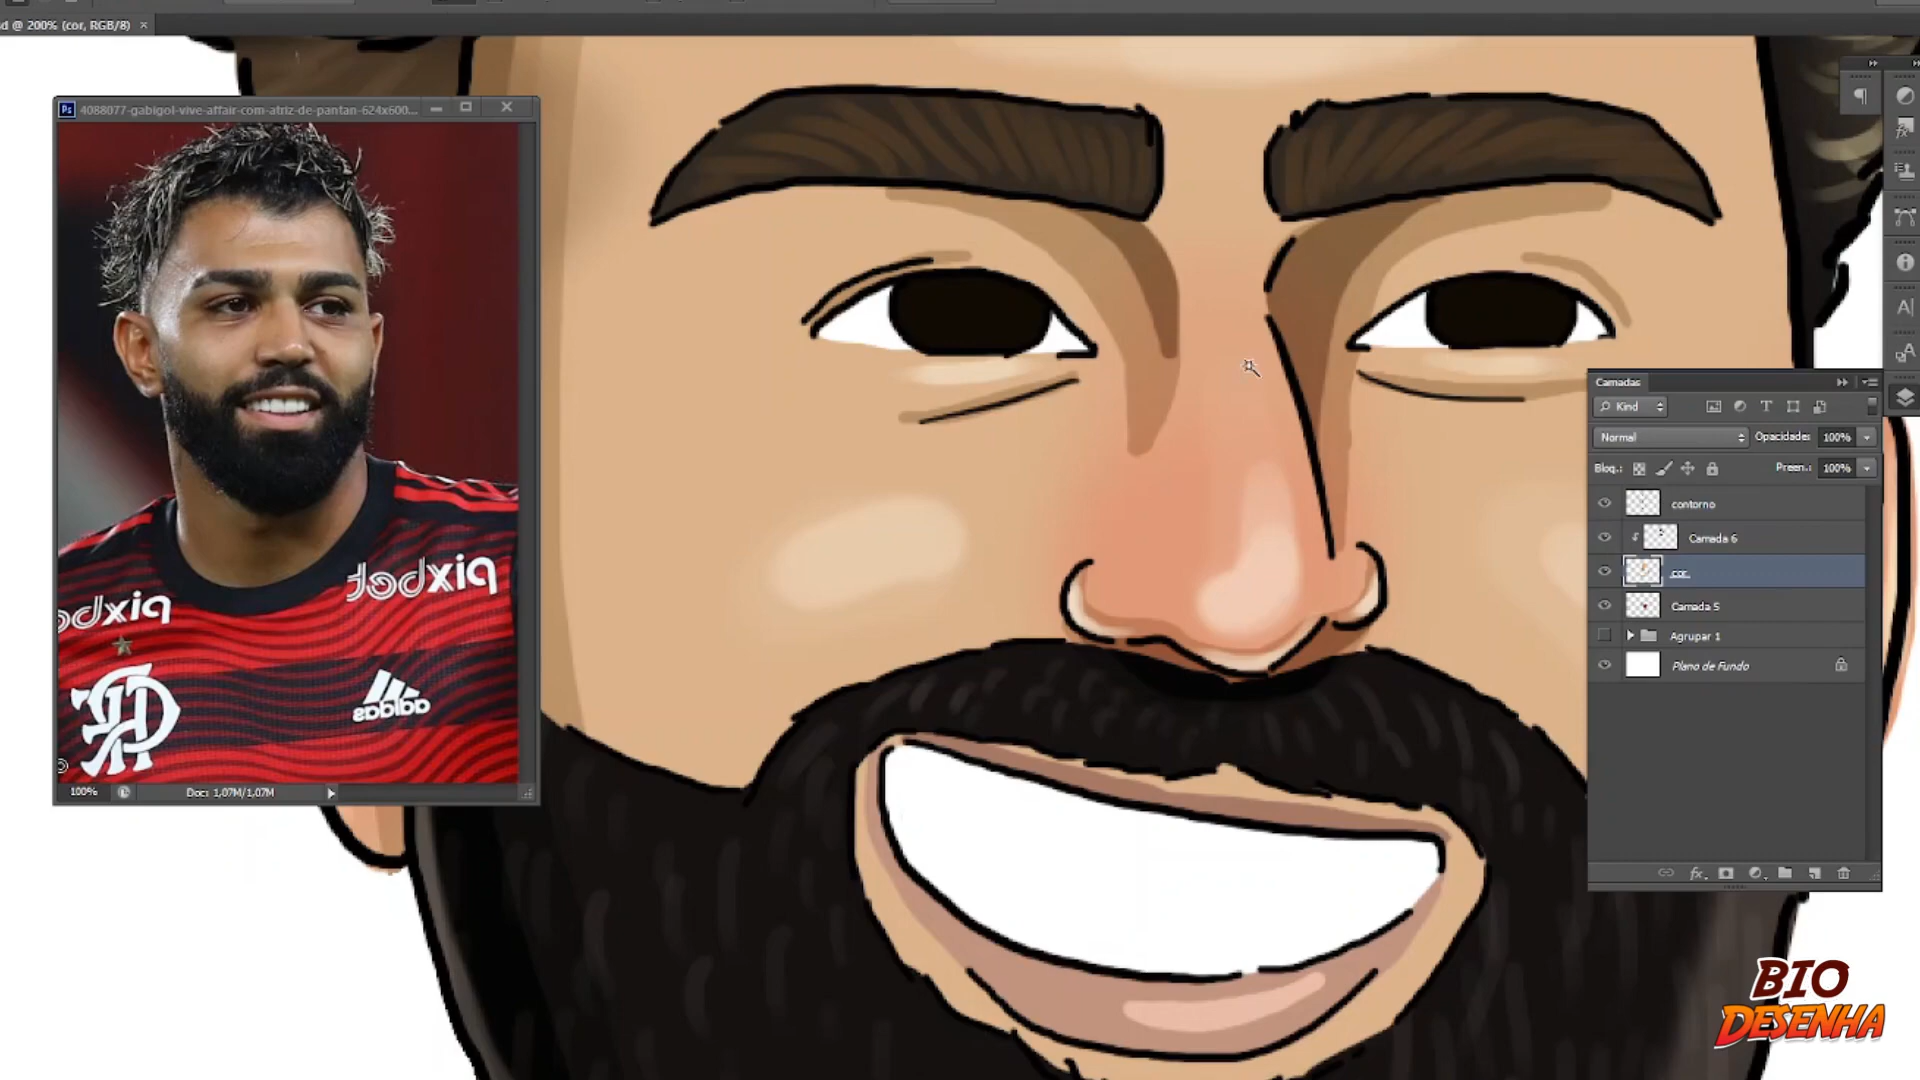 d @ 200% (cor, RGB/8) ×
4088077-gabigol-vive-affair-com-atriz-de-pantan-624x600...
pixbet
pixbet
adidas
100%
Doc: 1,07M/1,07M
Camadas
Kind
Normal
Opacidade: 100%
Bloq.:
Preen.: 100%
contorno
Camada 6
cor
Camada 5
Agrupar 1
Plano de Fundo
BIO
DESENHA